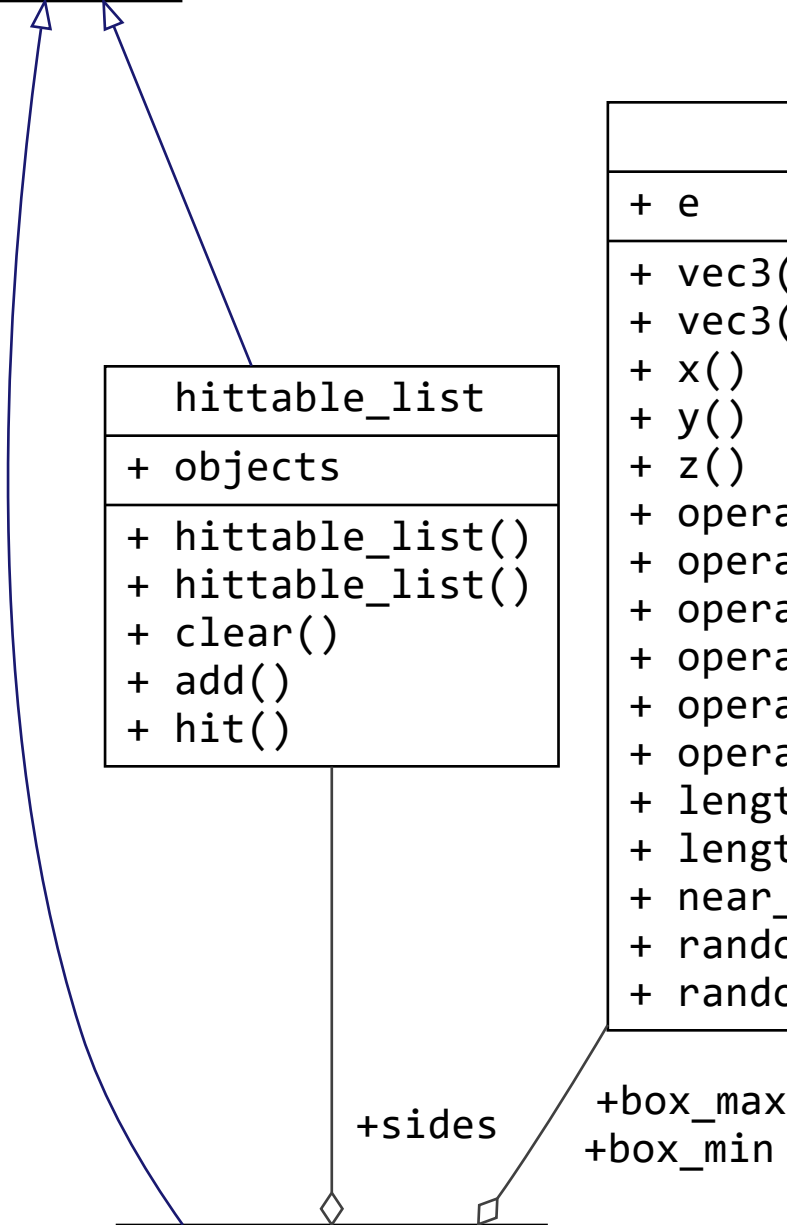 hittable_list
+ objects
+ hittable_list()
+ hittable_list()
+ clear()
+ add()
+ hit()
+ e
+ vec3(
+ vec3(
+ x()
+ y()
+ z()
+ opera
+ opera
+ opera
+ opera
+ opera
+ opera
+ lengt
+ lengt
+ near_
+ rando
+ rando
+sides
+box_max
+box_min